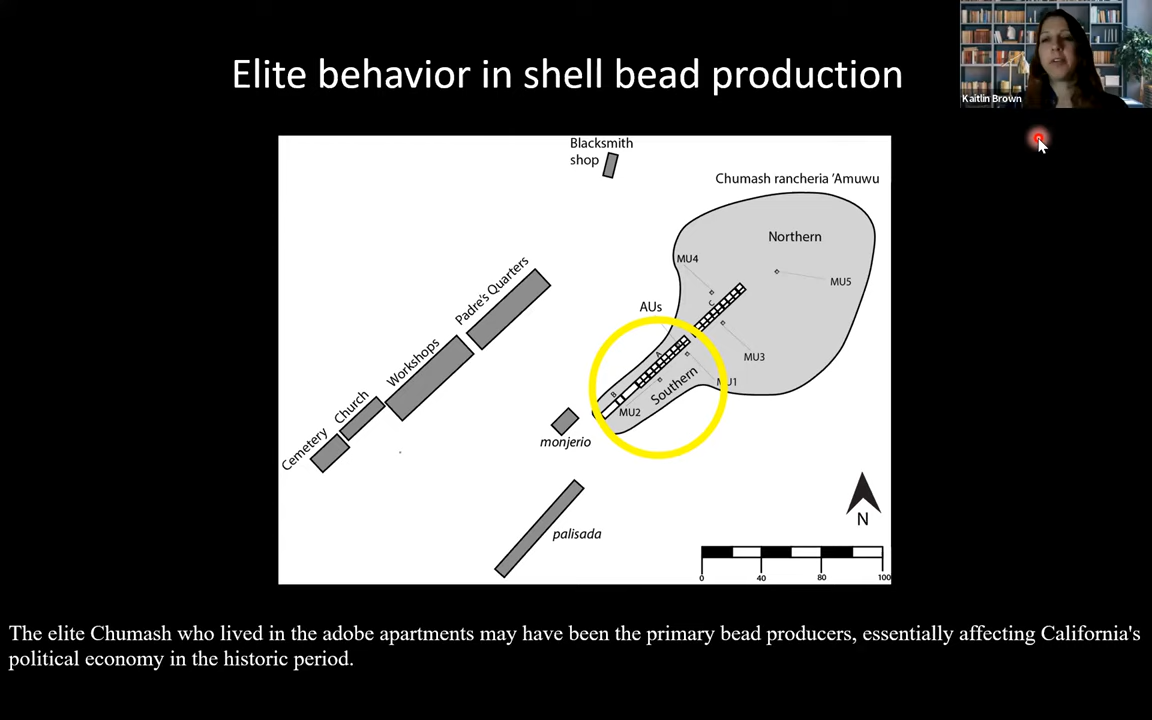 Elite behavior in shell bead production
Kaitlin Brown
Blacksmith
shop
Chumash rancheria 'Amuwu
Northern
MU4
MU5
Padre's Quarters
AUs
C
Workshops
MU3
A
Southern
MU1
B
Church
MU2
Cemetery
monjerio
palisada
N
0 40 80 100
The elite Chumash who lived in the adobe apartments may have been the primary bead producers, essentially affecting California's
political economy in the historic period.